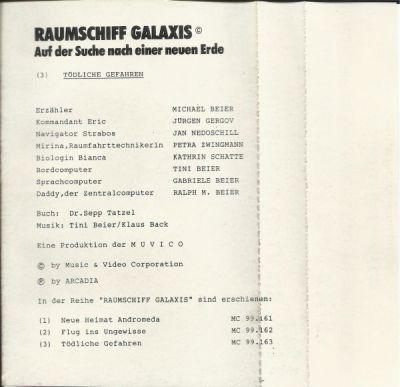 RAUMSCHIFF GALAXIS ©
Auf der Suche nach einer neuen Erde
(3) TÖDLICHE GEFAHREN
Erzähler MICHAEL BEIER
Kommandant Eric JÜRGEN GERGOV
Navigator Strabos JAN NEDOSCHILL
Mirina,Raumfahrttechnikerin PETRA ZWINGMANN
Biologin Bianca KATHRIN SCHATTE
Bordcomputer TINI BEIER
Sprachcomputer GABRIELE BEIER
Daddy,der Zentralcomputer RALPH M. BEIER
Buch: Dr.Sepp Tatzel
Musik: Tini Beier/Klaus Back
Eine Produktion der M U V I C O
© by Music & Video Corporation
℗ by ARCADIA
In der Reihe "RAUMSCHIFF GALAXIS" sind erschienen:
(1) Neue Heimat Andromeda MC 99.161
(2) Flug ins Ungewisse MC 99.162
(3) Tödliche Gefahren MC 99.163